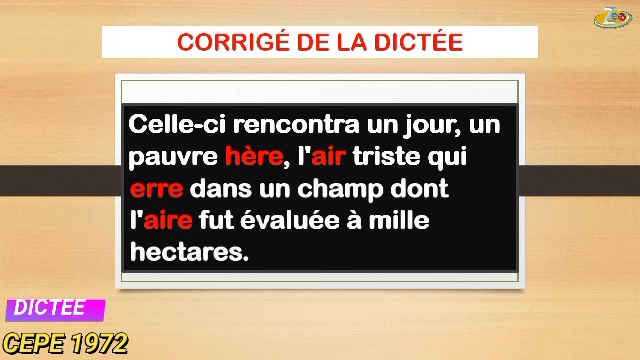 CORRIGÉ DE LA DICTÉE
Celle-ci rencontra un jour, un
pauvre hère, l'air triste qui
erre dans un champ dont
l'aire fut évaluée à mille
hectares.
DICTEE
CEPE 1972